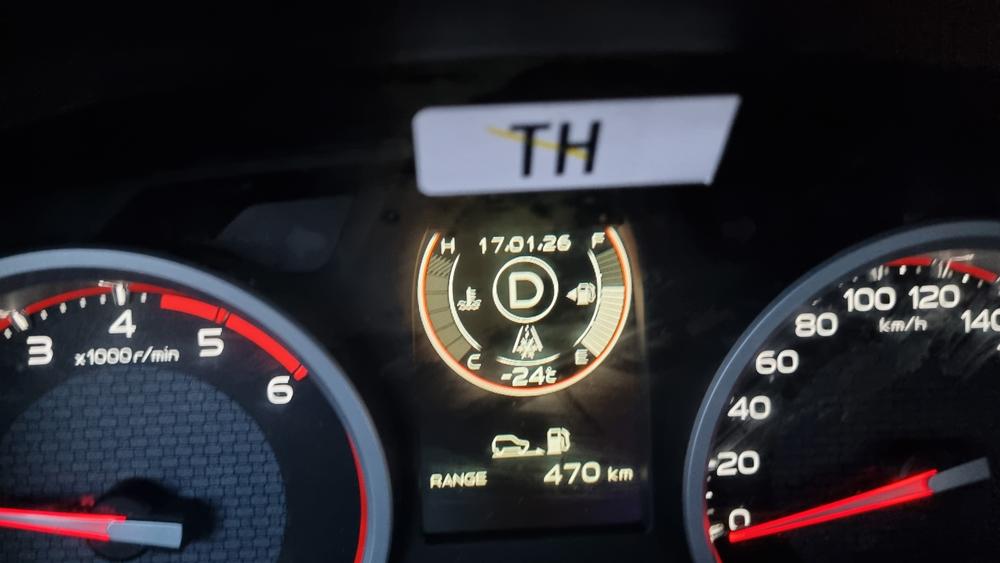 TH
H 17.01.26 F
D
C E
-24℃
RANGE 470 km
3 4 5 6
x1000r/min
0 20 40 60 80 100 120 140
km/h